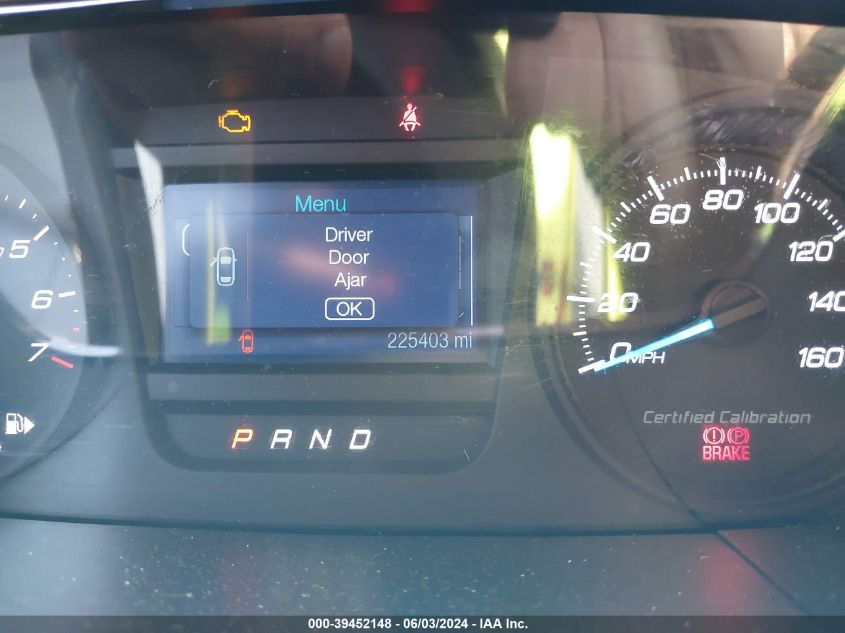 Menu
Driver
Door
Ajar
OK
225403 mi
P R N D
5
6
7
0 20 40 60 80 100 120 140 160
MPH
Certified Calibration
P
BRAKE
000-39452148 - 06/03/2024 - IAA Inc.